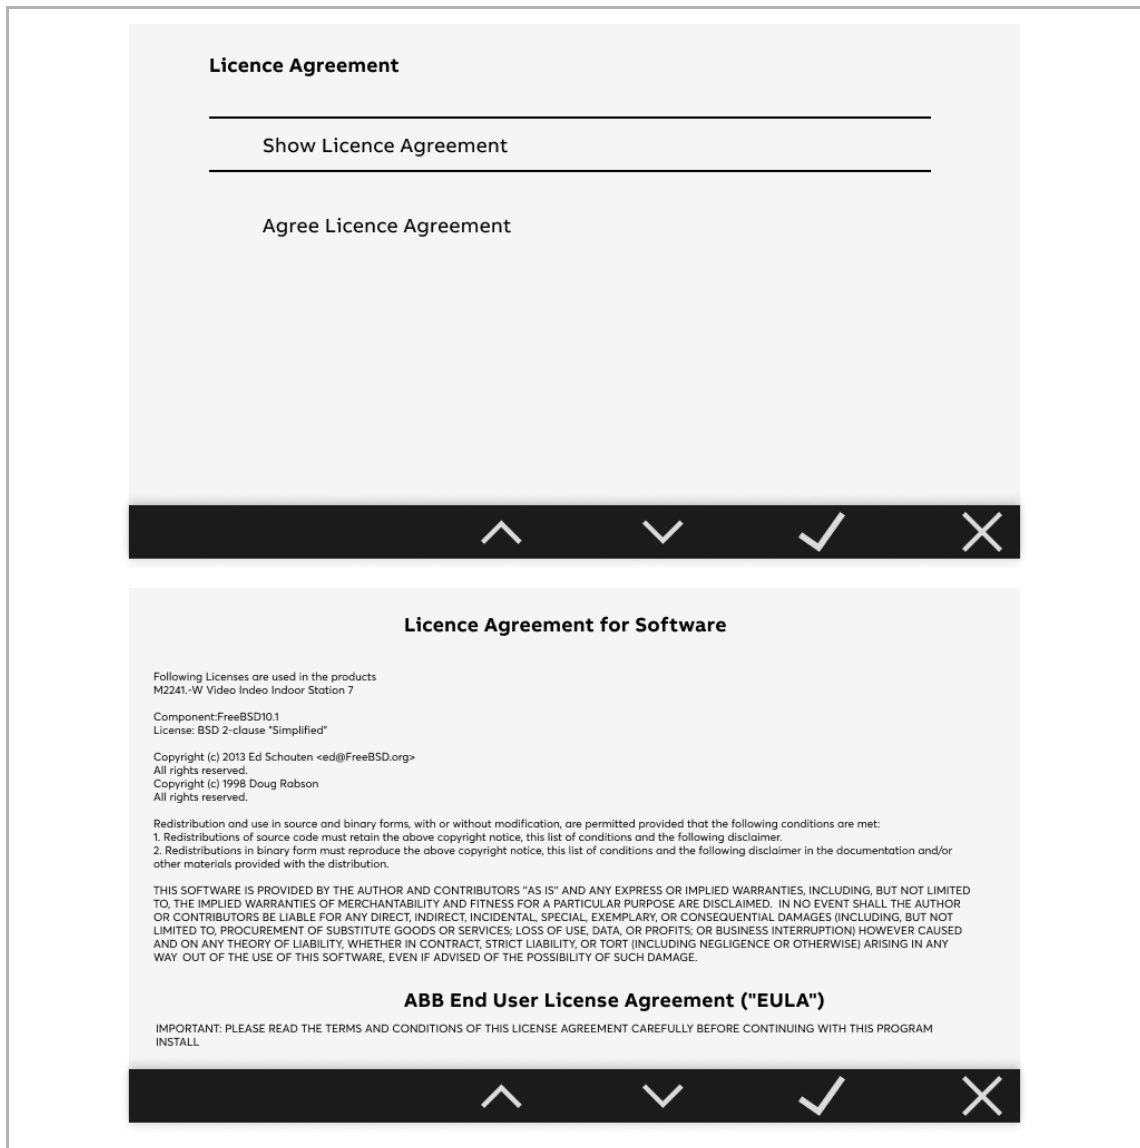 Licence Agreement
Show Licence Agreement
Agree Licence Agreement
Licence Agreement for Software
Following Licenses are used in the products
M2241.-W Video Indeo Indoor Station 7
Component:FreeBSD10.1
License: BSD 2-clause "Simplified"
Copyright (c) 2013 Ed Schouten <ed@FreeBSD.org>
All rights reserved.
Copyright (c) 1998 Doug Rabson
All rights reserved.
Redistribution and use in source and binary forms, with or without modification, are permitted provided that the following conditions are met:
1. Redistributions of source code must retain the above copyright notice, this list of conditions and the following disclaimer.
2. Redistributions in binary form must reproduce the above copyright notice, this list of conditions and the following disclaimer in the documentation and/or
other materials provided with the distribution.
THIS SOFTWARE IS PROVIDED BY THE AUTHOR AND CONTRIBUTORS "AS IS" AND ANY EXPRESS OR IMPLIED WARRANTIES, INCLUDING, BUT NOT LIMITED
TO, THE IMPLIED WARRANTIES OF MERCHANTABILITY AND FITNESS FOR A PARTICULAR PURPOSE ARE DISCLAIMED. IN NO EVENT SHALL THE AUTHOR
OR CONTRIBUTORS BE LIABLE FOR ANY DIRECT, INDIRECT, INCIDENTAL, SPECIAL, EXEMPLARY, OR CONSEQUENTIAL DAMAGES (INCLUDING, BUT NOT
LIMITED TO, PROCUREMENT OF SUBSTITUTE GOODS OR SERVICES; LOSS OF USE, DATA, OR PROFITS; OR BUSINESS INTERRUPTION) HOWEVER CAUSED
AND ON ANY THEORY OF LIABILITY, WHETHER IN CONTRACT, STRICT LIABILITY, OR TORT (INCLUDING NEGLIGENCE OR OTHERWISE) ARISING IN ANY
WAY OUT OF THE USE OF THIS SOFTWARE, EVEN IF ADVISED OF THE POSSIBILITY OF SUCH DAMAGE.
ABB End User License Agreement ("EULA")
IMPORTANT: PLEASE READ THE TERMS AND CONDITIONS OF THIS LICENSE AGREEMENT CAREFULLY BEFORE CONTINUING WITH THIS PROGRAM
INSTALL